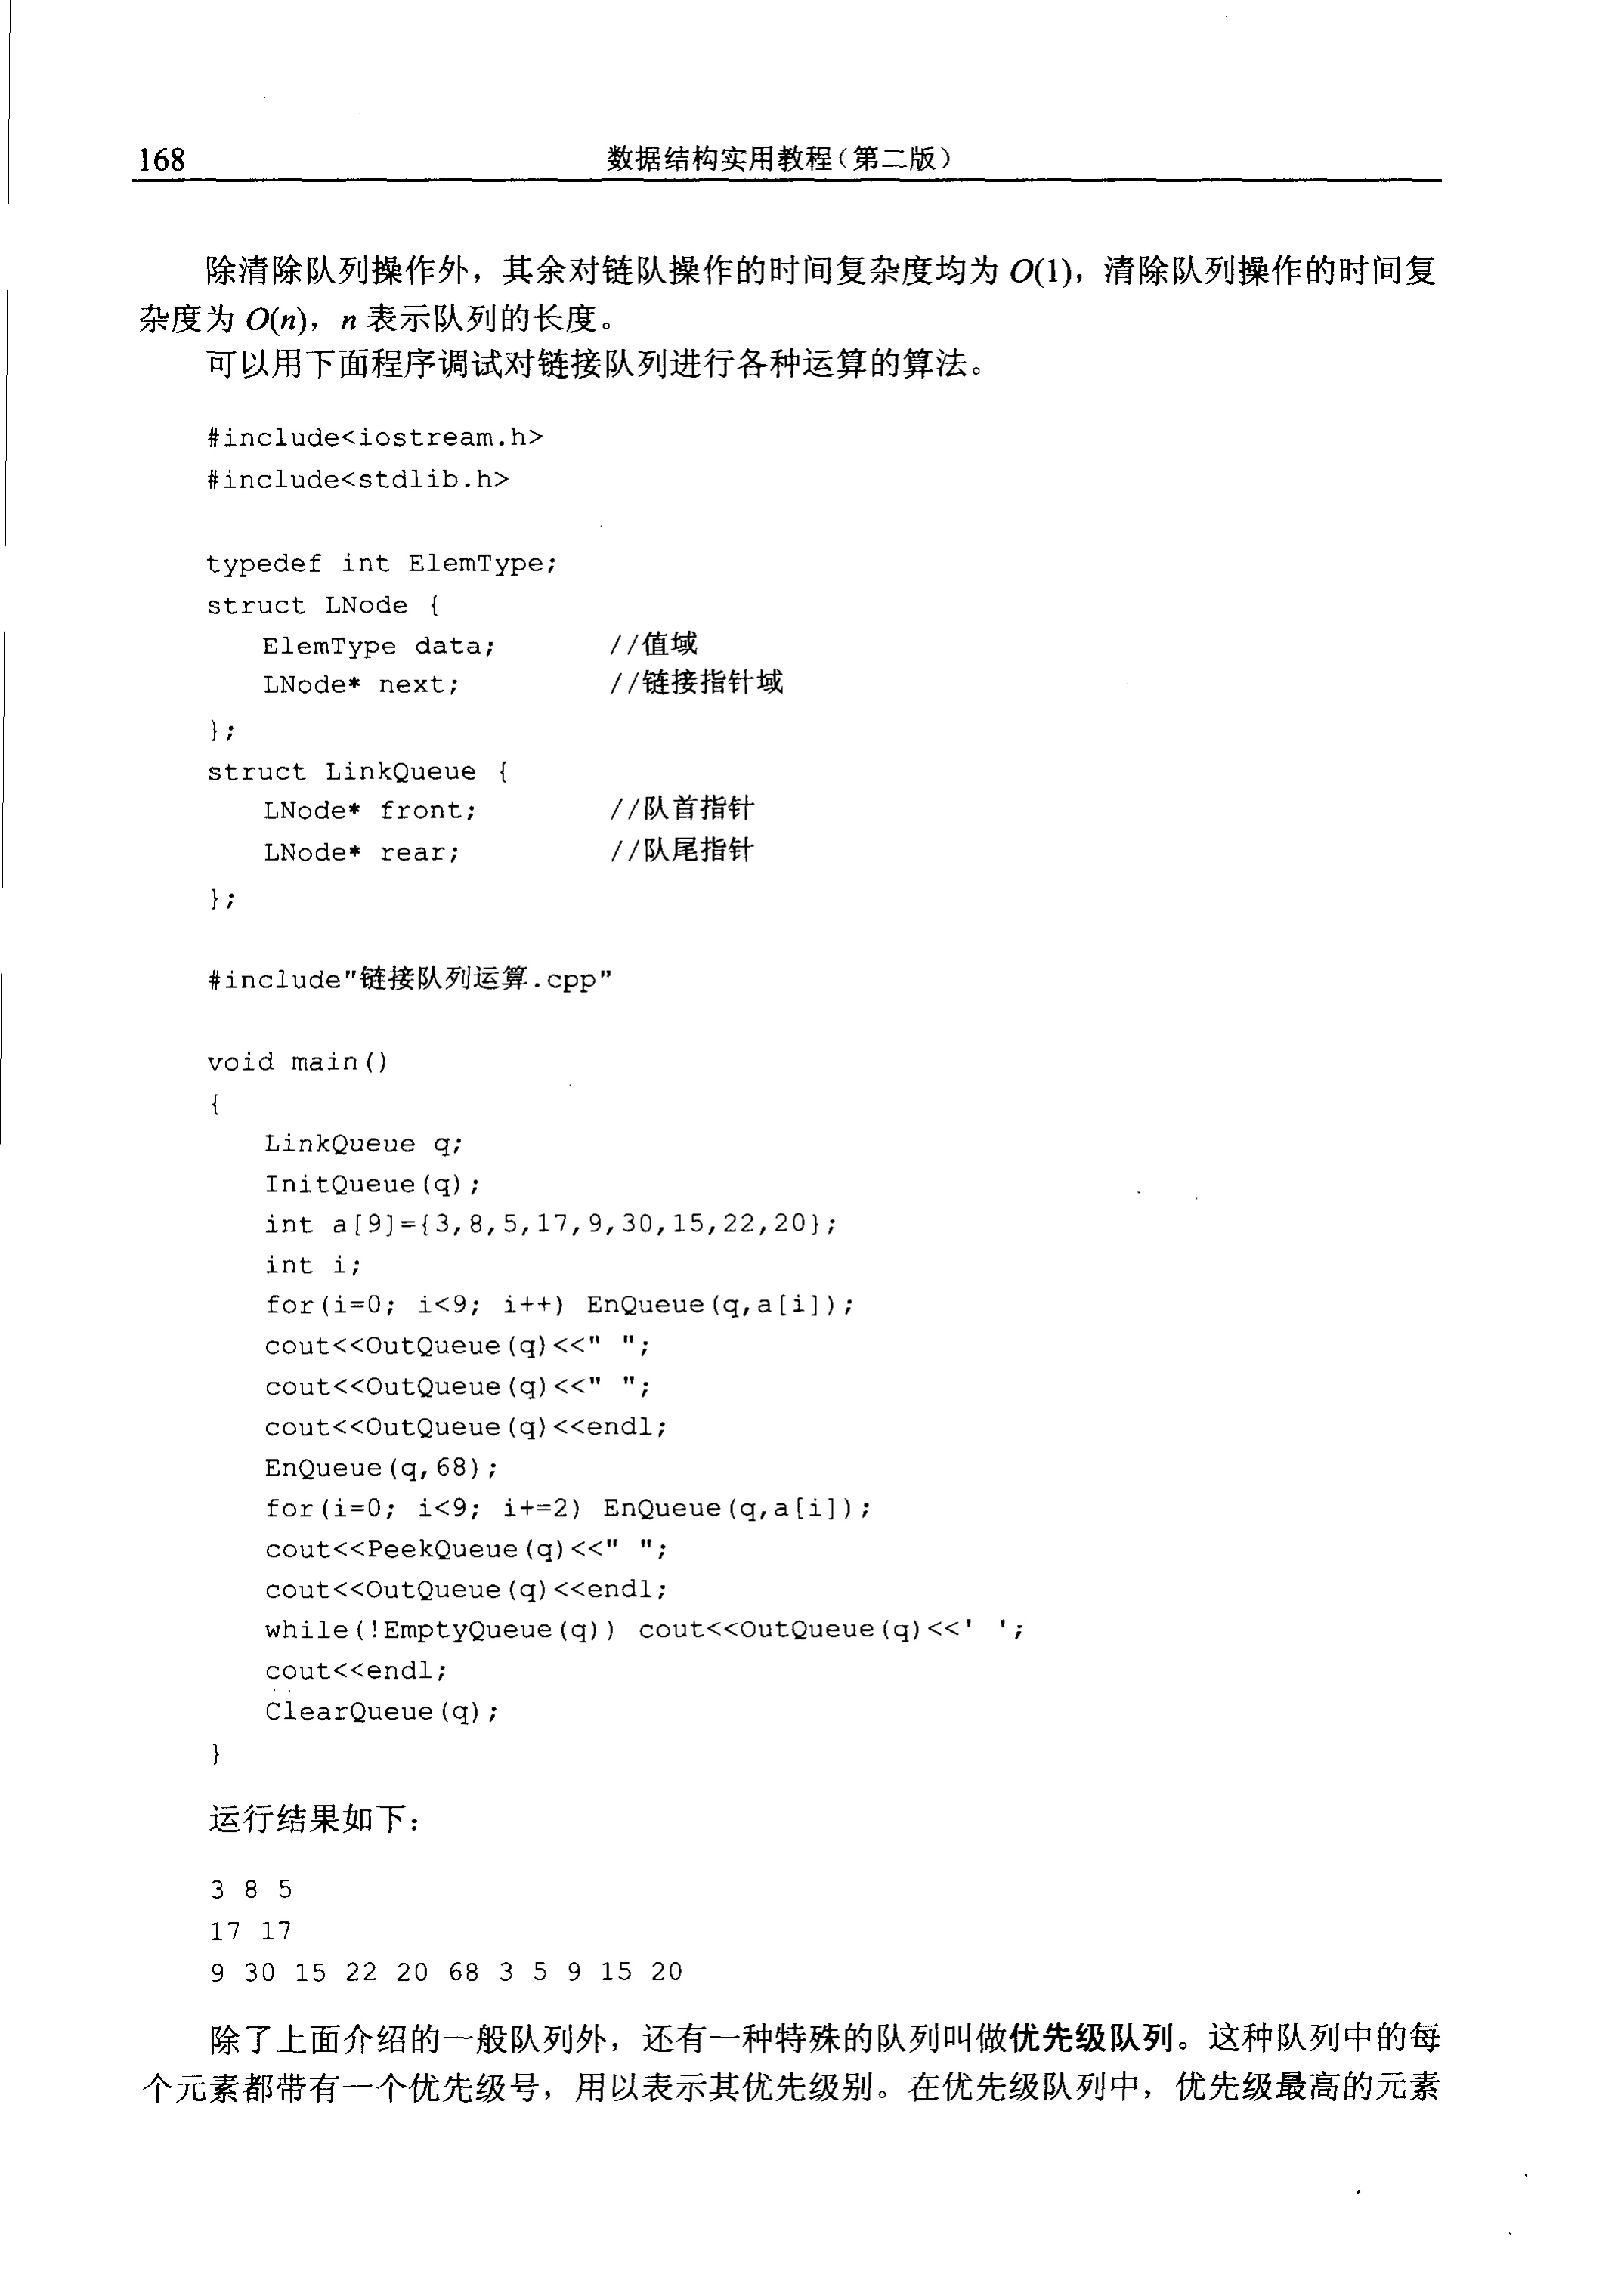 168 数据结构实用教程(第二版)
除清除队列操作外，其余对链队操作的时间复杂度均为 O(1)，清除队列操作的时间复
杂度为 O(n)，n 表示队列的长度。
可以用下面程序调试对链接队列进行各种运算的算法。
#include<iostream.h>
#include<stdlib.h>
typedef int ElemType;
struct LNode {
    ElemType data;        //值域
    LNode* next;          //链接指针域
};
struct LinkQueue {
    LNode* front;         //队首指针
    LNode* rear;          //队尾指针
};
#include"链接队列运算.cpp"
void main()
{
    LinkQueue q;
    InitQueue(q);
    int a[9]={3,8,5,17,9,30,15,22,20};
    int i;
    for(i=0; i<9; i++) EnQueue(q,a[i]);
    cout<<OutQueue(q)<<" ";
    cout<<OutQueue(q)<<" ";
    cout<<OutQueue(q)<<endl;
    EnQueue(q,68);
    for(i=0; i<9; i+=2) EnQueue(q,a[i]);
    cout<<PeekQueue(q)<<" ";
    cout<<OutQueue(q)<<endl;
    while(!EmptyQueue(q)) cout<<OutQueue(q)<<' ';
    cout<<endl;
    ClearQueue(q);
}
运行结果如下：
3 8 5
17 17
9 30 15 22 20 68 3 5 9 15 20
除了上面介绍的一般队列外，还有一种特殊的队列叫做优先级队列。这种队列中的每
个元素都带有一个优先级号，用以表示其优先级别。在优先级队列中，优先级最高的元素